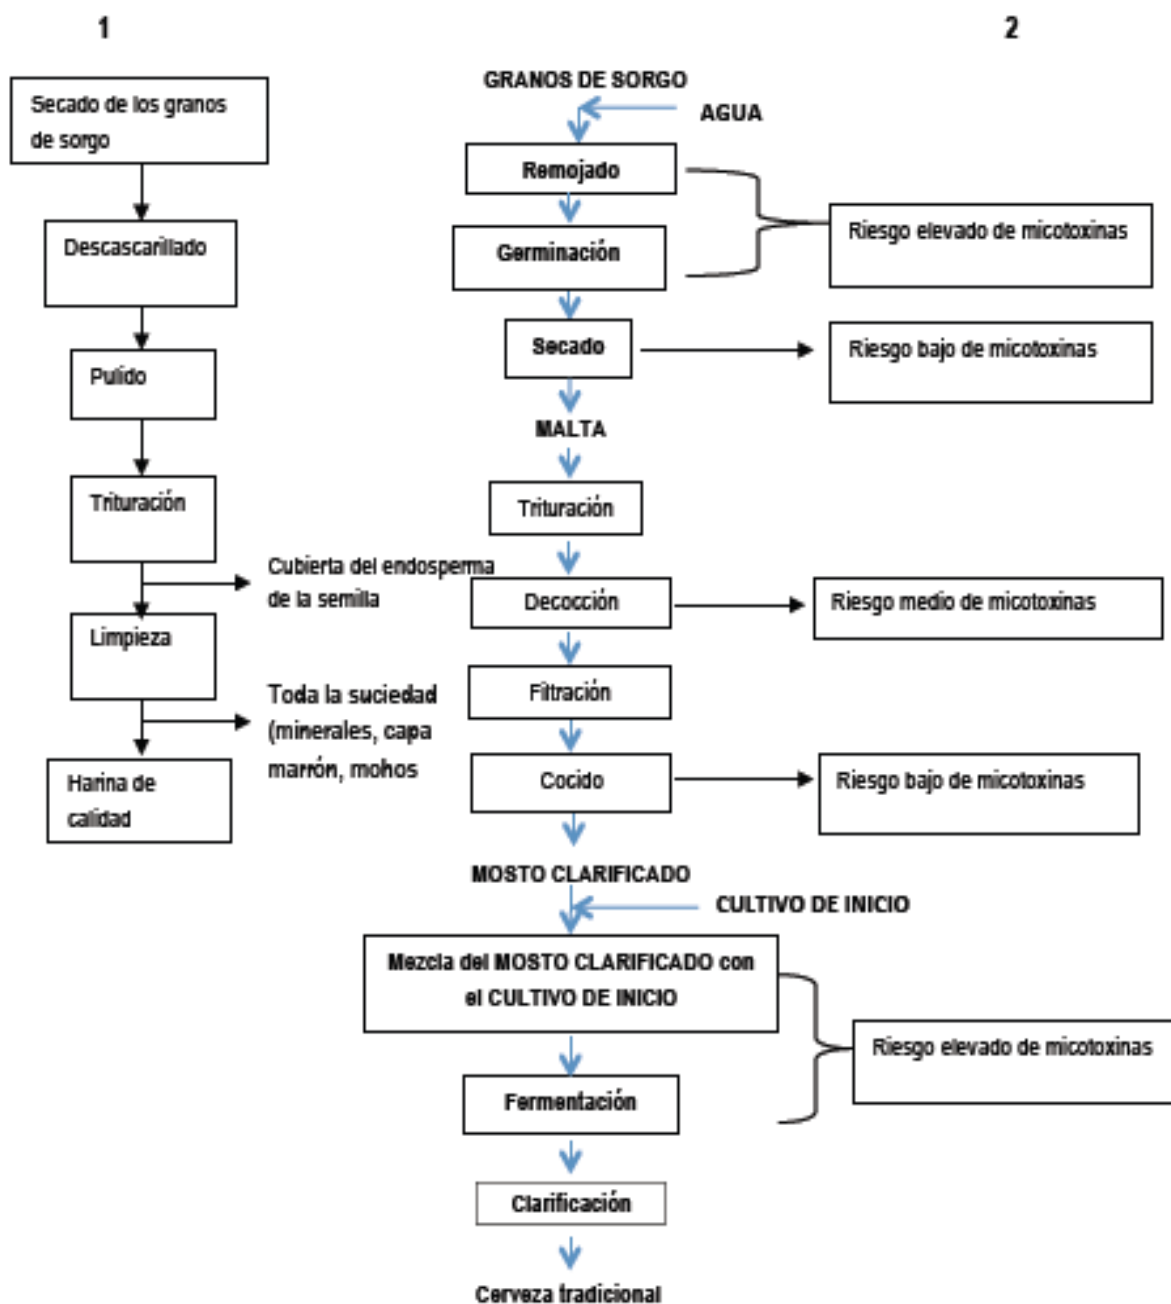 1
Secado de los granos
de sorgo
Descascarillado
Pulido
Trituración
Cubierta del endosperma
de la semilla
Limpieza
Toda la suciedad
(minerales, capa
marrón, mohos
Harina de
calidad
2
GRANOS DE SORGO
AGUA
Remojado
Germinación
Riesgo elevado de micotoxinas
Secado
Riesgo bajo de micotoxinas
MALTA
Trituración
Decocción
Riesgo medio de micotoxinas
Filtración
Cocido
Riesgo bajo de micotoxinas
MOSTO CLARIFICADO
CULTIVO DE INICIO
Mezcla del MOSTO CLARIFICADO con
el CULTIVO DE INICIO
Riesgo elevado de micotoxinas
Fermentación
Clarificación
Cerveza tradicional